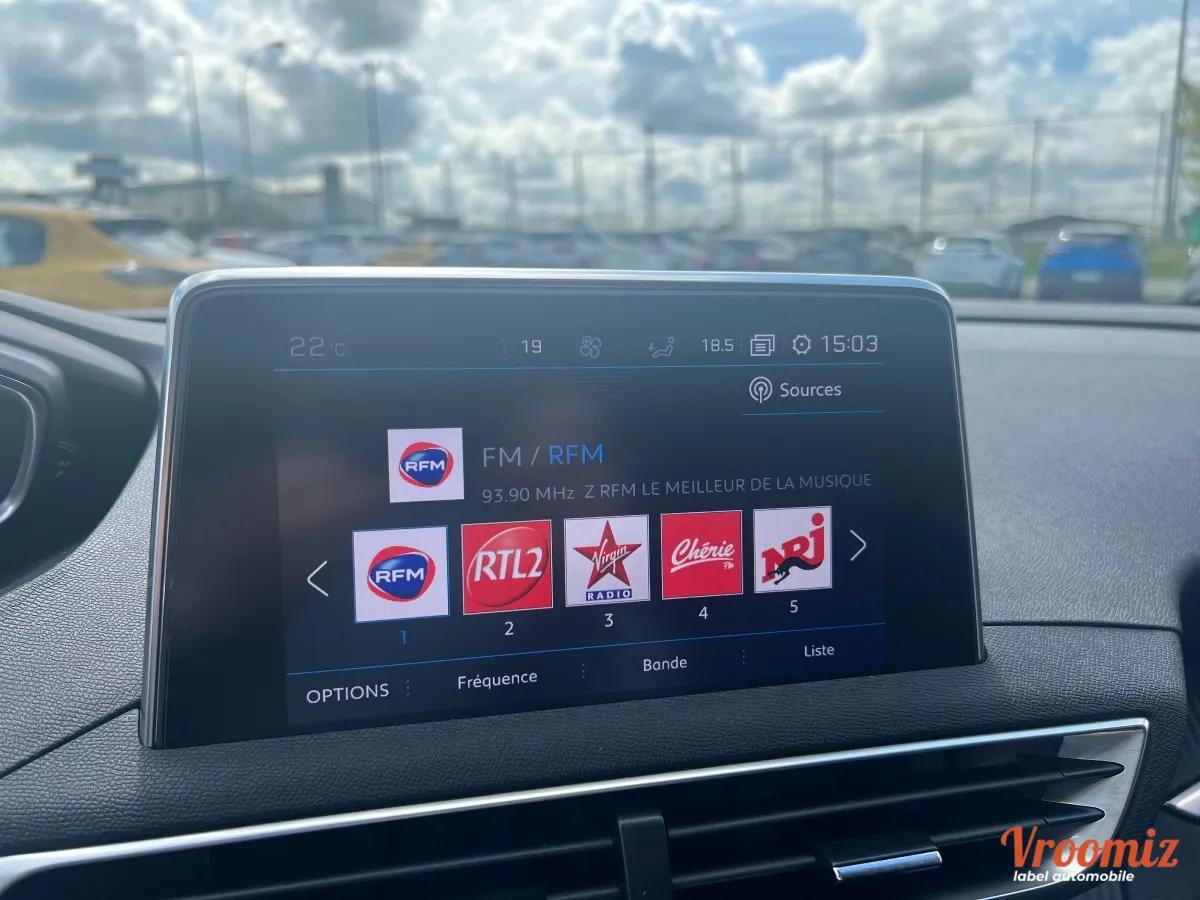 22°C 19 18.5 15:03
Sources
RFM
FM / RFM
93.90 MHz Z RFM LE MEILLEUR DE LA MUSIQUE
RFM RTL2 Virgin RADIO Chérie FM NRJ
1 2 3 4 5
OPTIONS Fréquence Bande Liste
Vroomiz
label automobile